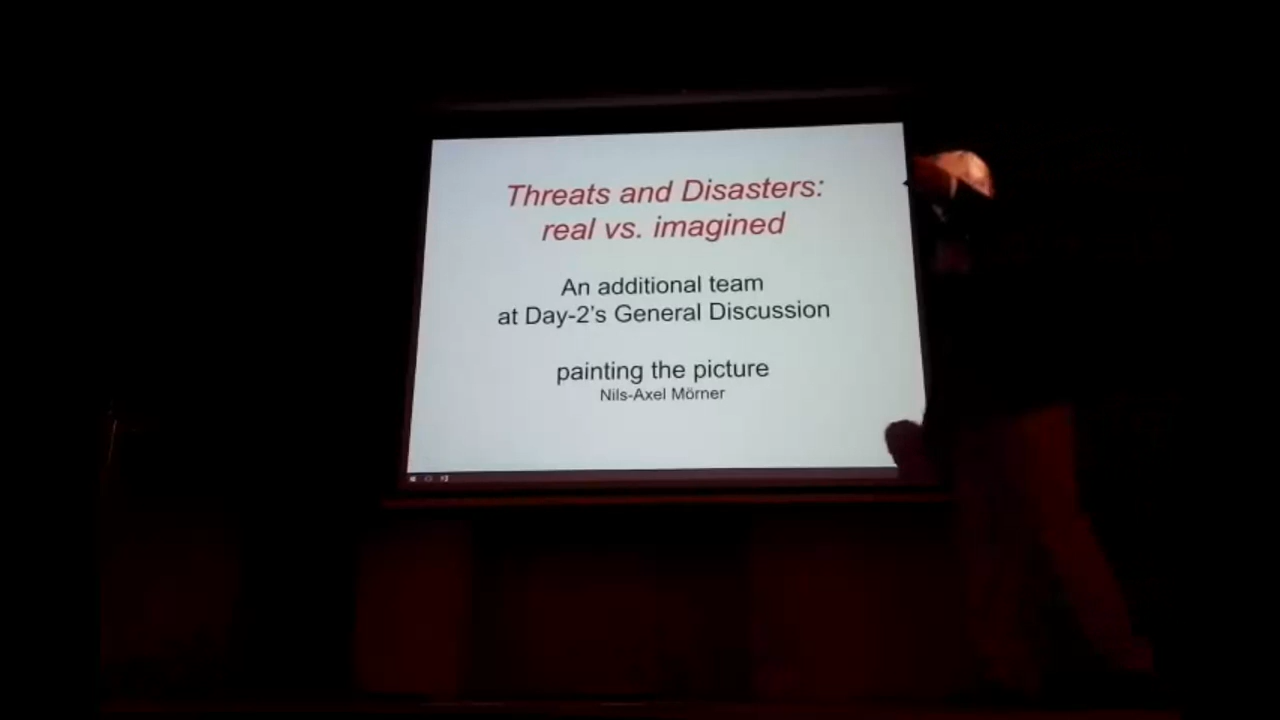 Threats and Disasters:
real vs. imagined
An additional team
at Day-2's General Discussion
painting the picture
Nils-Axel Mörner